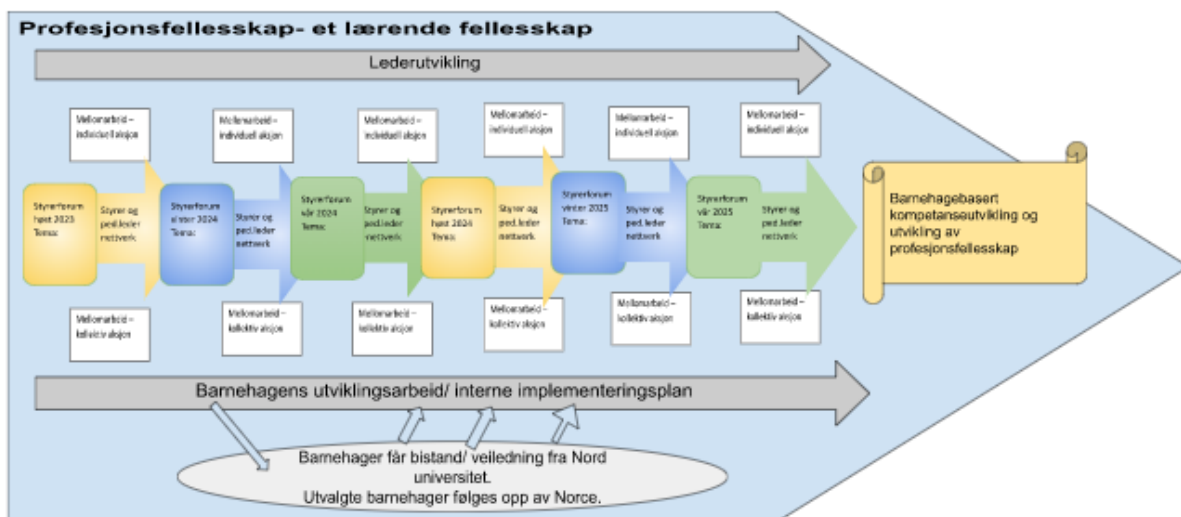 Profesjonsfellesskap- et lærende fellesskap
Lederutvikling
Mellomarbeid –
individuell aksjon
Mellomarbeid –
individuell aksjon
Mellomarbeid –
individuell aksjon
Mellomarbeid –
individuell aksjon
Mellomarbeid –
individuell aksjon
Mellomarbeid –
individuell aksjon
Styrerforum
høst 2023
Tema:
Styrer og
ped.leder
nettverk
Styrerforum
vinter 2024
Tema:
Styrer og
ped.leder
nettverk
Styrerforum
vår 2024
Tema:
Styrer og
ped.leder
nettverk
Styrerforum
høst 2024
Tema:
Styrer og
ped.leder
nettverk
Styrerforum
vinter 2025
Tema:
Styrer og
ped.leder
nettverk
Styrerforum
vår 2025
Tema:
Styrer og
ped.leder
nettverk
Barnehagebasert
kompetanseutvikling og
utvikling av
profesjonsfellesskap
Mellomarbeid –
kollektiv aksjon
Mellomarbeid –
kollektiv aksjon
Mellomarbeid –
kollektiv aksjon
Mellomarbeid –
kollektiv aksjon
Mellomarbeid –
kollektiv aksjon
Mellomarbeid –
kollektiv aksjon
Barnehagens utviklingsarbeid/ interne implementeringsplan
Barnehager får bistand/ veiledning fra Nord
universitet.
Utvalgte barnehager følges opp av Norce.